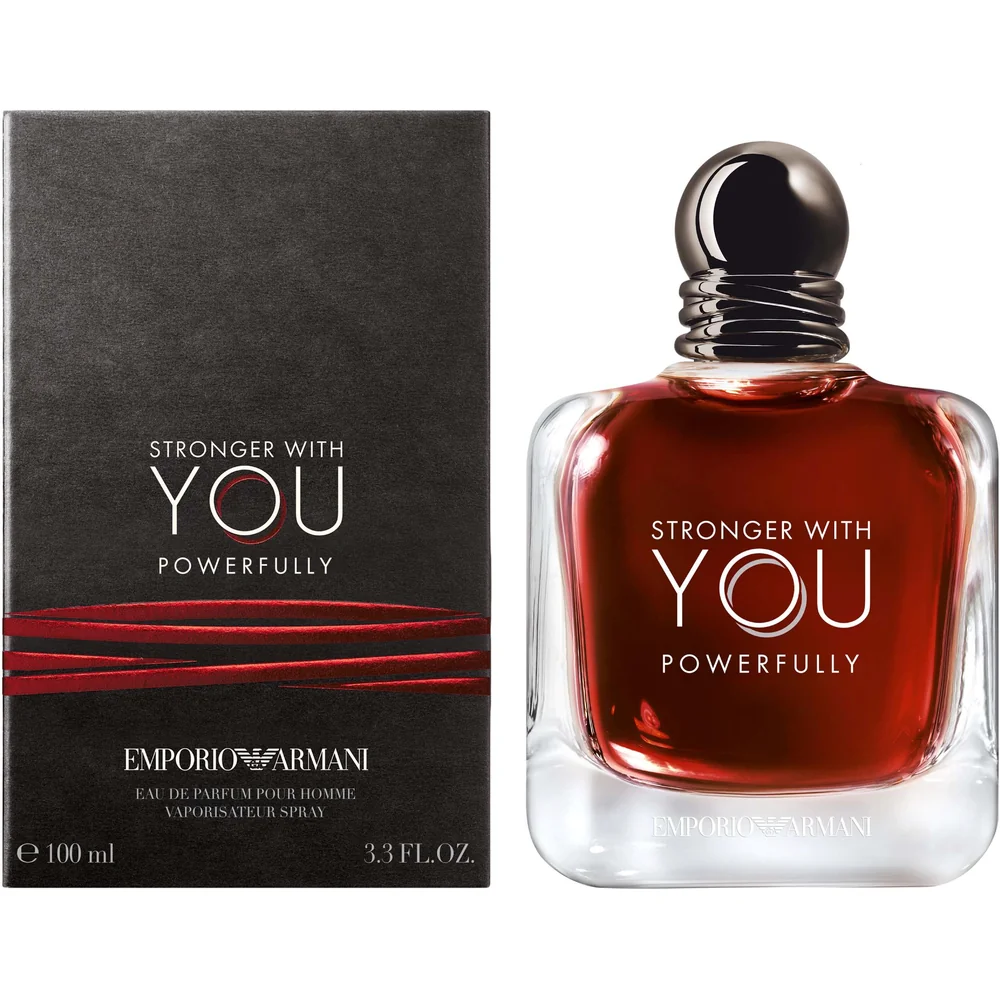 STRONGER WITH
YOU
POWERFULLY
EMPORIO ARMANI
EAU DE PARFUM POUR HOMME
VAPORISATEUR SPRAY
℮ 100 ml 3.3 FL.OZ.
STRONGER WITH
YOU
POWERFULLY
EMPORIO ARMANI